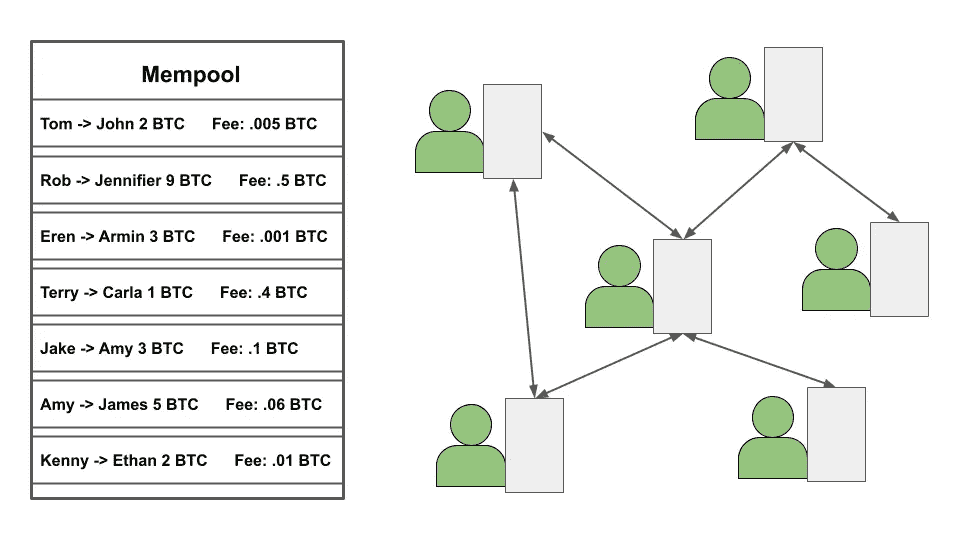 Mempool
Tom -> John 2 BTC Fee: .005 BTC
Rob -> Jennifier 9 BTC Fee: .5 BTC
Eren -> Armin 3 BTC Fee: .001 BTC
Terry -> Carla 1 BTC Fee: .4 BTC
Jake -> Amy 3 BTC Fee: .1 BTC
Amy -> James 5 BTC Fee: .06 BTC
Kenny -> Ethan 2 BTC Fee: .01 BTC